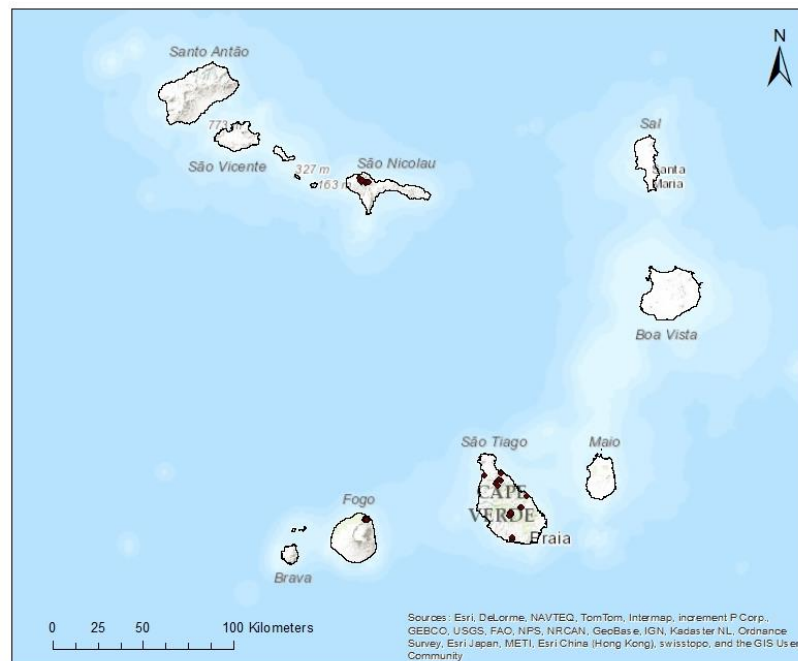 Santo Antão
N
773
Sal
São Vicente
327 m
163 m
São Nicolau
Santa
Maria
Boa Vista
São Tiago
Maio
Fogo
CAPE
VERDE
Praia
Brava
0 25 50 100 Kilometers
Sources: Esri, DeLorme, NAVTEQ, TomTom, Intermap, increment P Corp.,
GEBCO, USGS, FAO, NPS, NRCAN, GeoBase, IGN, Kadaster NL, Ordnance
Survey, Esri Japan, METI, Esri China (Hong Kong), swisstopo, and the GIS User
Community